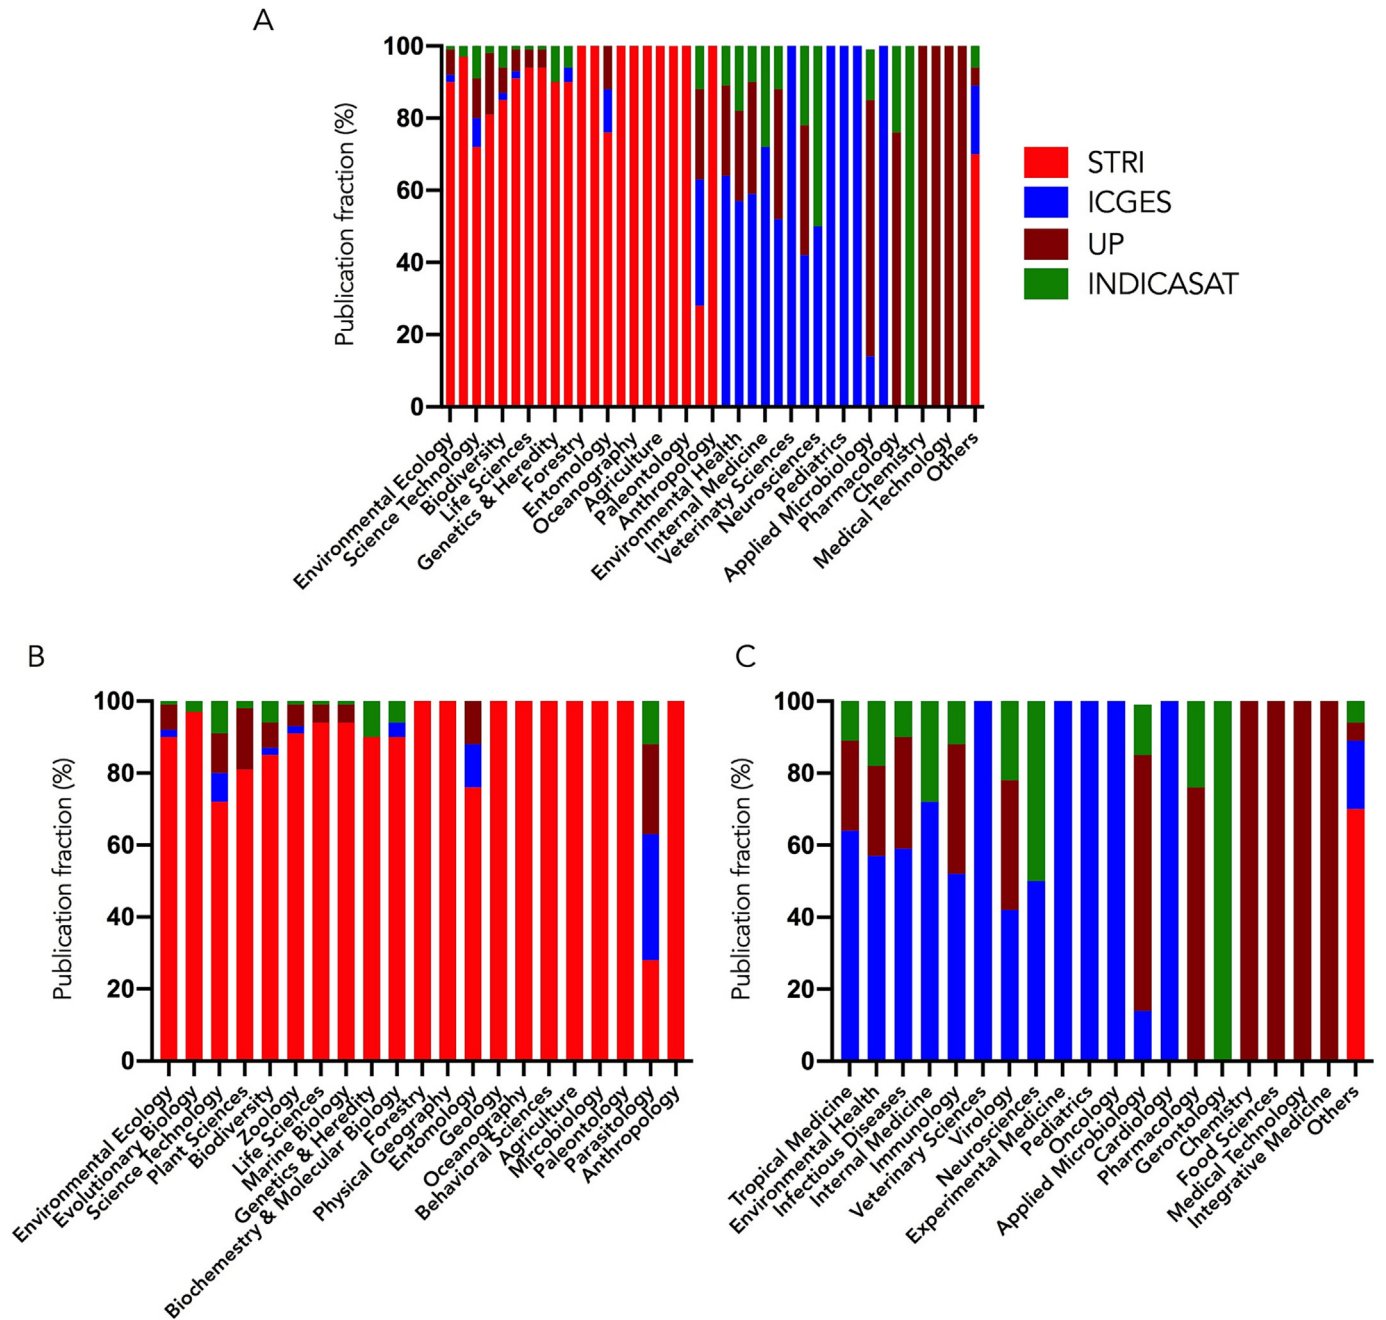 A
Publication fraction (%)
100
80
60
40
20
0
Environmental Ecology
Science Technology
Biodiversity
Life Sciences
Genetics & Heredity
Forestry
Entomology
Oceanography
Agriculture
Paleontology
Anthropology
Environmental Health
Internal Medicine
Veterinaty Sciences
Neurosciences
Pediatrics
Applied Microbiology
Pharmacology
Chemistry
Medical Technology
Others
STRI
ICGES
UP
INDICASAT
B
Publication fraction (%)
100
80
60
40
20
0
Environmental Ecology
Evolutionary Biology
Science Technology
Plant Sciences
Biodiversity
Zoology
Life Sciences
Marine Biology
Genetics & Heredity
Biochemestry & Molecular Biology
Forestry
Physical Geography
Entomology
Geology
Oceanography
Behavioral Sciences
Agriculture
Mircobiology
Paleontology
Parasitology
Anthropology
C
Publication fraction (%)
100
80
60
40
20
0
Tropical Medicine
Environmental Health
Infectious Diseases
Internal Medicine
Immunology
Veterinary Sciences
Virology
Neurosciences
Experimental Medicine
Pediatrics
Oncology
Applied Microbiology
Cardiology
Pharmacology
Gerontology
Chemistry
Food Sciences
Medical Technology
Integrative Medicine
Others